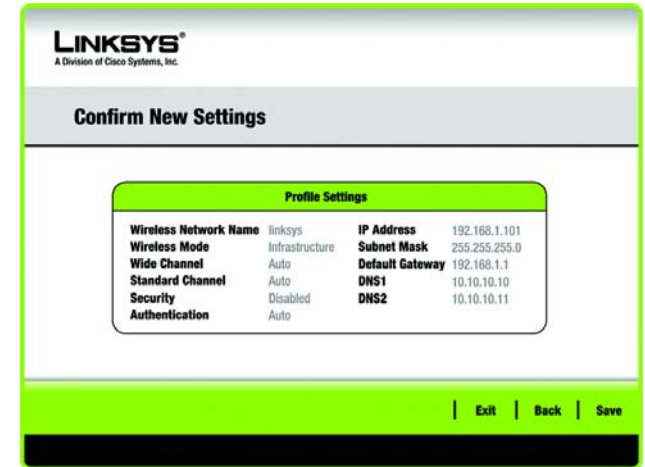 LINKSYS®
A Division of Cisco Systems, Inc.
Confirm New Settings
Profile Settings
Wireless Network Name linksys
Wireless Mode Infrastructure
Wide Channel Auto
Standard Channel Auto
Security Disabled
Authentication Auto
IP Address 192.168.1.101
Subnet Mask 255.255.255.0
Default Gateway 192.168.1.1
DNS1 10.10.10.10
DNS2 10.10.10.11
Exit Back Save